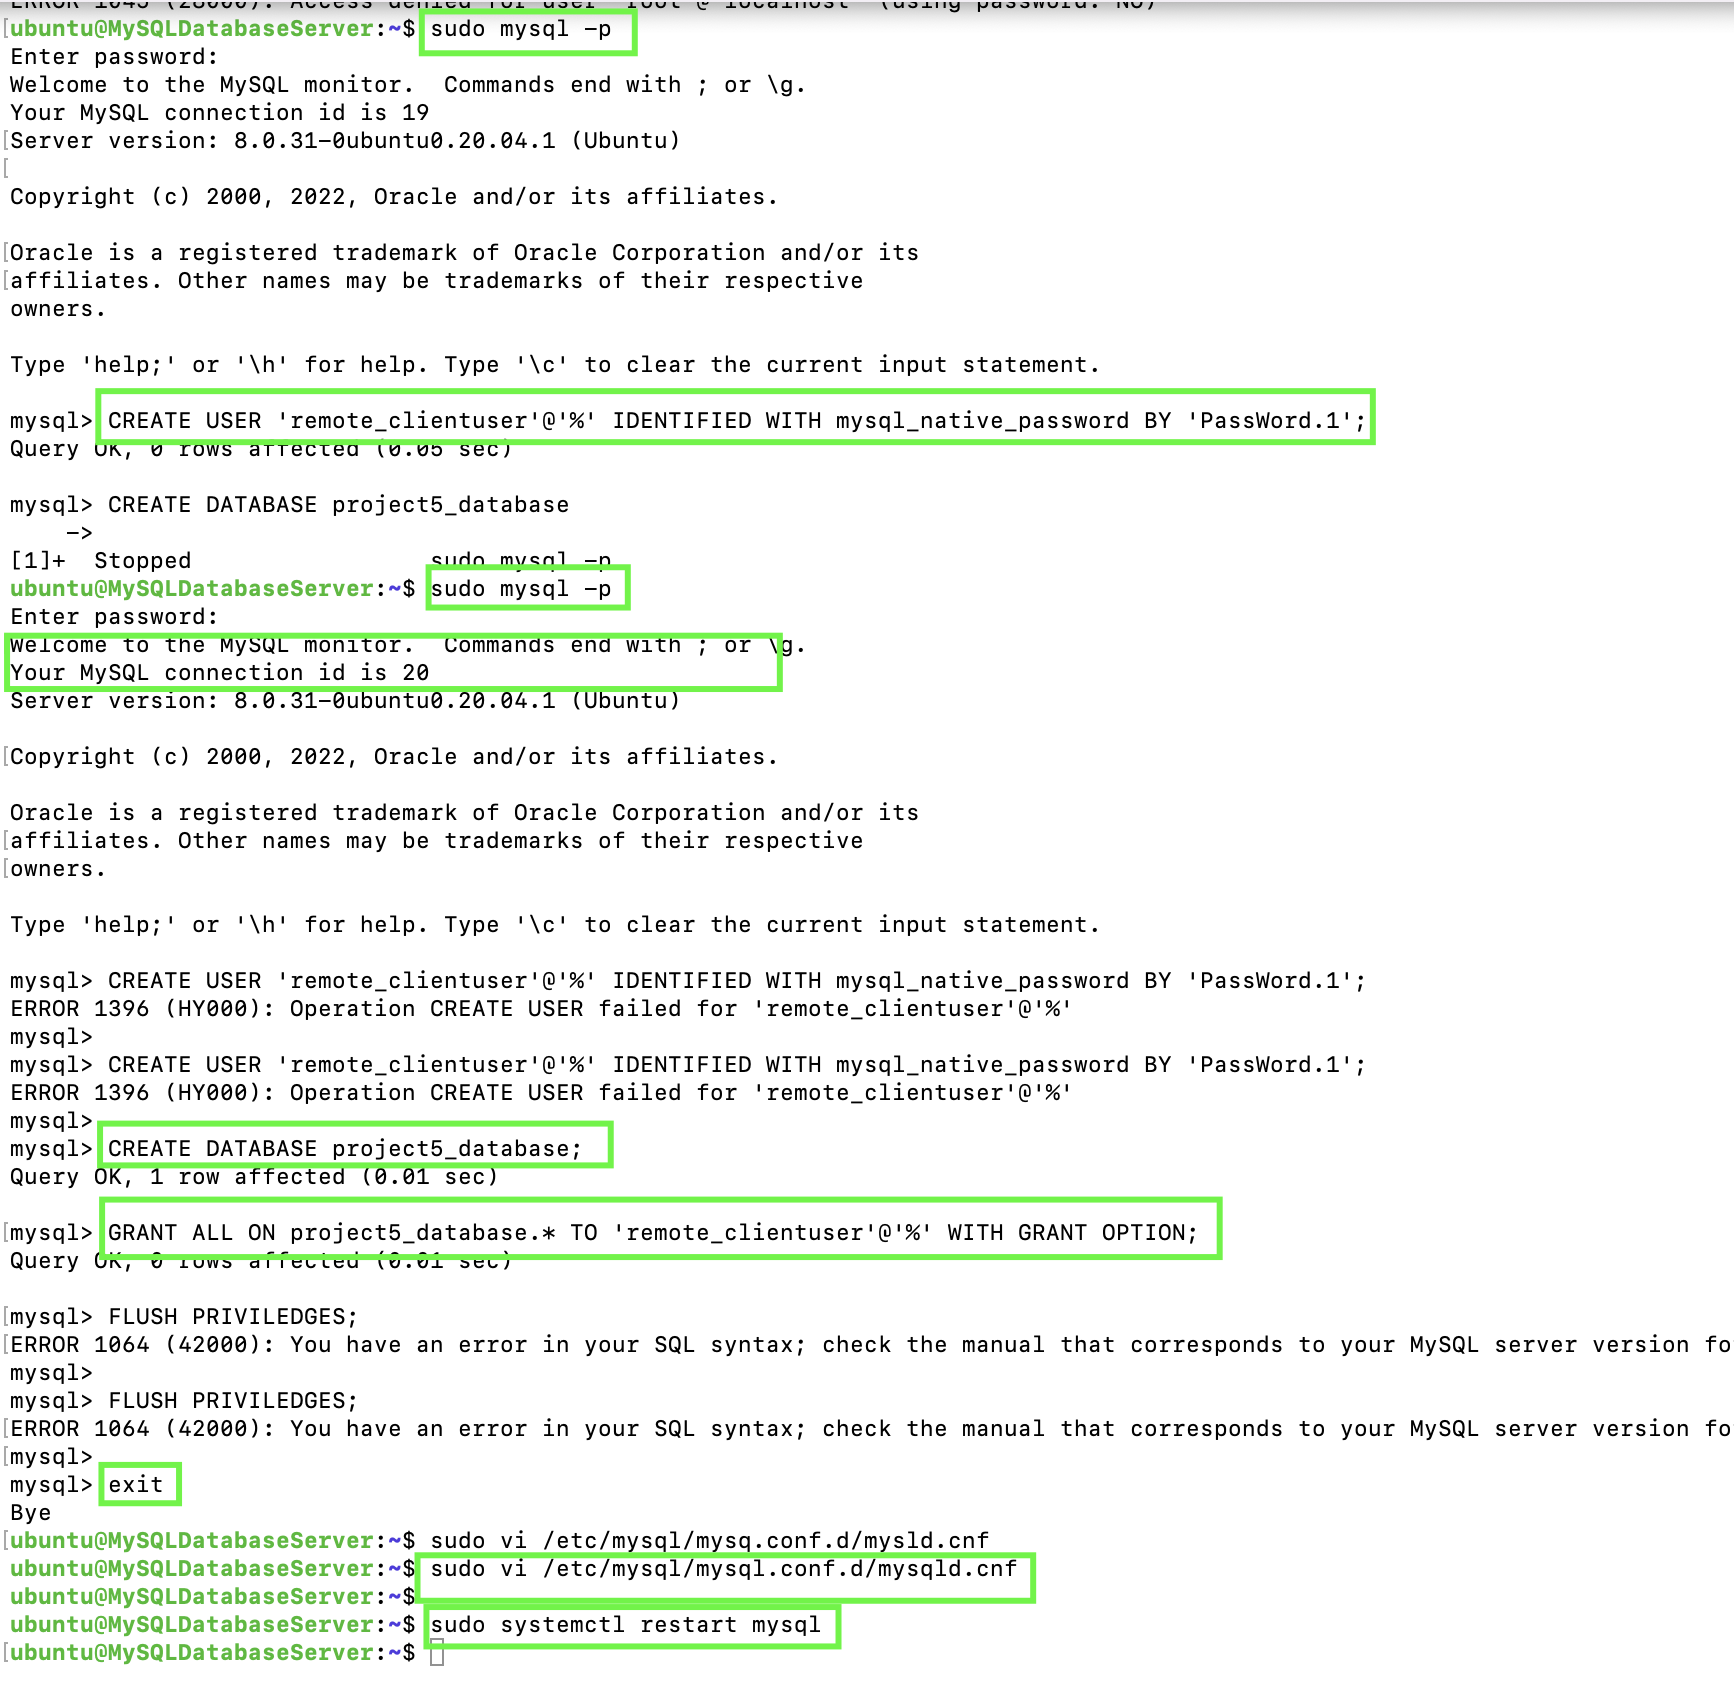 ERROR 1045 (28000): Access denied for user 'root'@'localhost' (using password: NO)
ubuntu@MySQLDatabaseServer:~$ sudo mysql -p
Enter password:
Welcome to the MySQL monitor.  Commands end with ; or \g.
Your MySQL connection id is 19
[Server version: 8.0.31-0ubuntu0.20.04.1 (Ubuntu)
[
Copyright (c) 2000, 2022, Oracle and/or its affiliates.
[Oracle is a registered trademark of Oracle Corporation and/or its
[affiliates. Other names may be trademarks of their respective
owners.
Type 'help;' or '\h' for help. Type '\c' to clear the current input statement.
mysql> CREATE USER 'remote_clientuser'@'%' IDENTIFIED WITH mysql_native_password BY 'PassWord.1';
Query OK, 0 rows affected (0.05 sec)
mysql> CREATE DATABASE project5_database
    ->
[1]+  Stopped                 sudo mysql -p
ubuntu@MySQLDatabaseServer:~$ sudo mysql -p
Enter password:
Welcome to the MySQL monitor.  Commands end with ; or \g.
Your MySQL connection id is 20
Server version: 8.0.31-0ubuntu0.20.04.1 (Ubuntu)
[Copyright (c) 2000, 2022, Oracle and/or its affiliates.
Oracle is a registered trademark of Oracle Corporation and/or its
[affiliates. Other names may be trademarks of their respective
[owners.
Type 'help;' or '\h' for help. Type '\c' to clear the current input statement.
mysql> CREATE USER 'remote_clientuser'@'%' IDENTIFIED WITH mysql_native_password BY 'PassWord.1';
ERROR 1396 (HY000): Operation CREATE USER failed for 'remote_clientuser'@'%'
mysql>
mysql> CREATE USER 'remote_clientuser'@'%' IDENTIFIED WITH mysql_native_password BY 'PassWord.1';
ERROR 1396 (HY000): Operation CREATE USER failed for 'remote_clientuser'@'%'
mysql>
mysql> CREATE DATABASE project5_database;
Query OK, 1 row affected (0.01 sec)
[mysql> GRANT ALL ON project5_database.* TO 'remote_clientuser'@'%' WITH GRANT OPTION;
Query OK, 0 rows affected (0.01 sec)
[mysql> FLUSH PRIVILEDGES;
[ERROR 1064 (42000): You have an error in your SQL syntax; check the manual that corresponds to your MySQL server version fo
mysql>
mysql> FLUSH PRIVILEDGES;
[ERROR 1064 (42000): You have an error in your SQL syntax; check the manual that corresponds to your MySQL server version fo
[mysql>
mysql> exit
Bye
[ubuntu@MySQLDatabaseServer:~$ sudo vi /etc/mysql/mysq.conf.d/mysld.cnf
ubuntu@MySQLDatabaseServer:~$ sudo vi /etc/mysql/mysql.conf.d/mysqld.cnf
ubuntu@MySQLDatabaseServer:~$
ubuntu@MySQLDatabaseServer:~$ sudo systemctl restart mysql
[ubuntu@MySQLDatabaseServer:~$